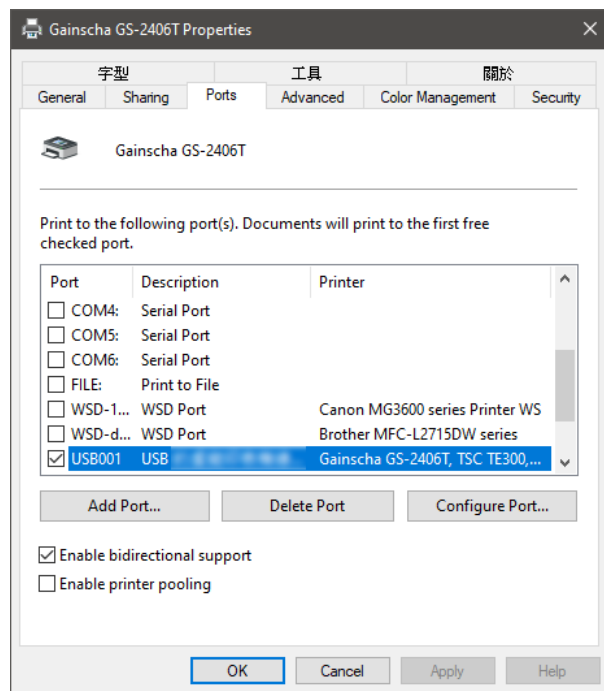 Gainscha GS-2406T Properties
字型 工具 關於
General Sharing Ports Advanced Color Management Security
Gainscha GS-2406T
Print to the following port(s). Documents will print to the first free
checked port.
Port Description Printer
COM4: Serial Port
COM5: Serial Port
COM6: Serial Port
FILE: Print to File
WSD-1... WSD Port Canon MG3600 series Printer WS
WSD-d... WSD Port Brother MFC-L2715DW series
USB001 USB Gainscha GS-2406T, TSC TE300,...
Add Port... Delete Port Configure Port...
Enable bidirectional support
Enable printer pooling
OK Cancel Apply Help